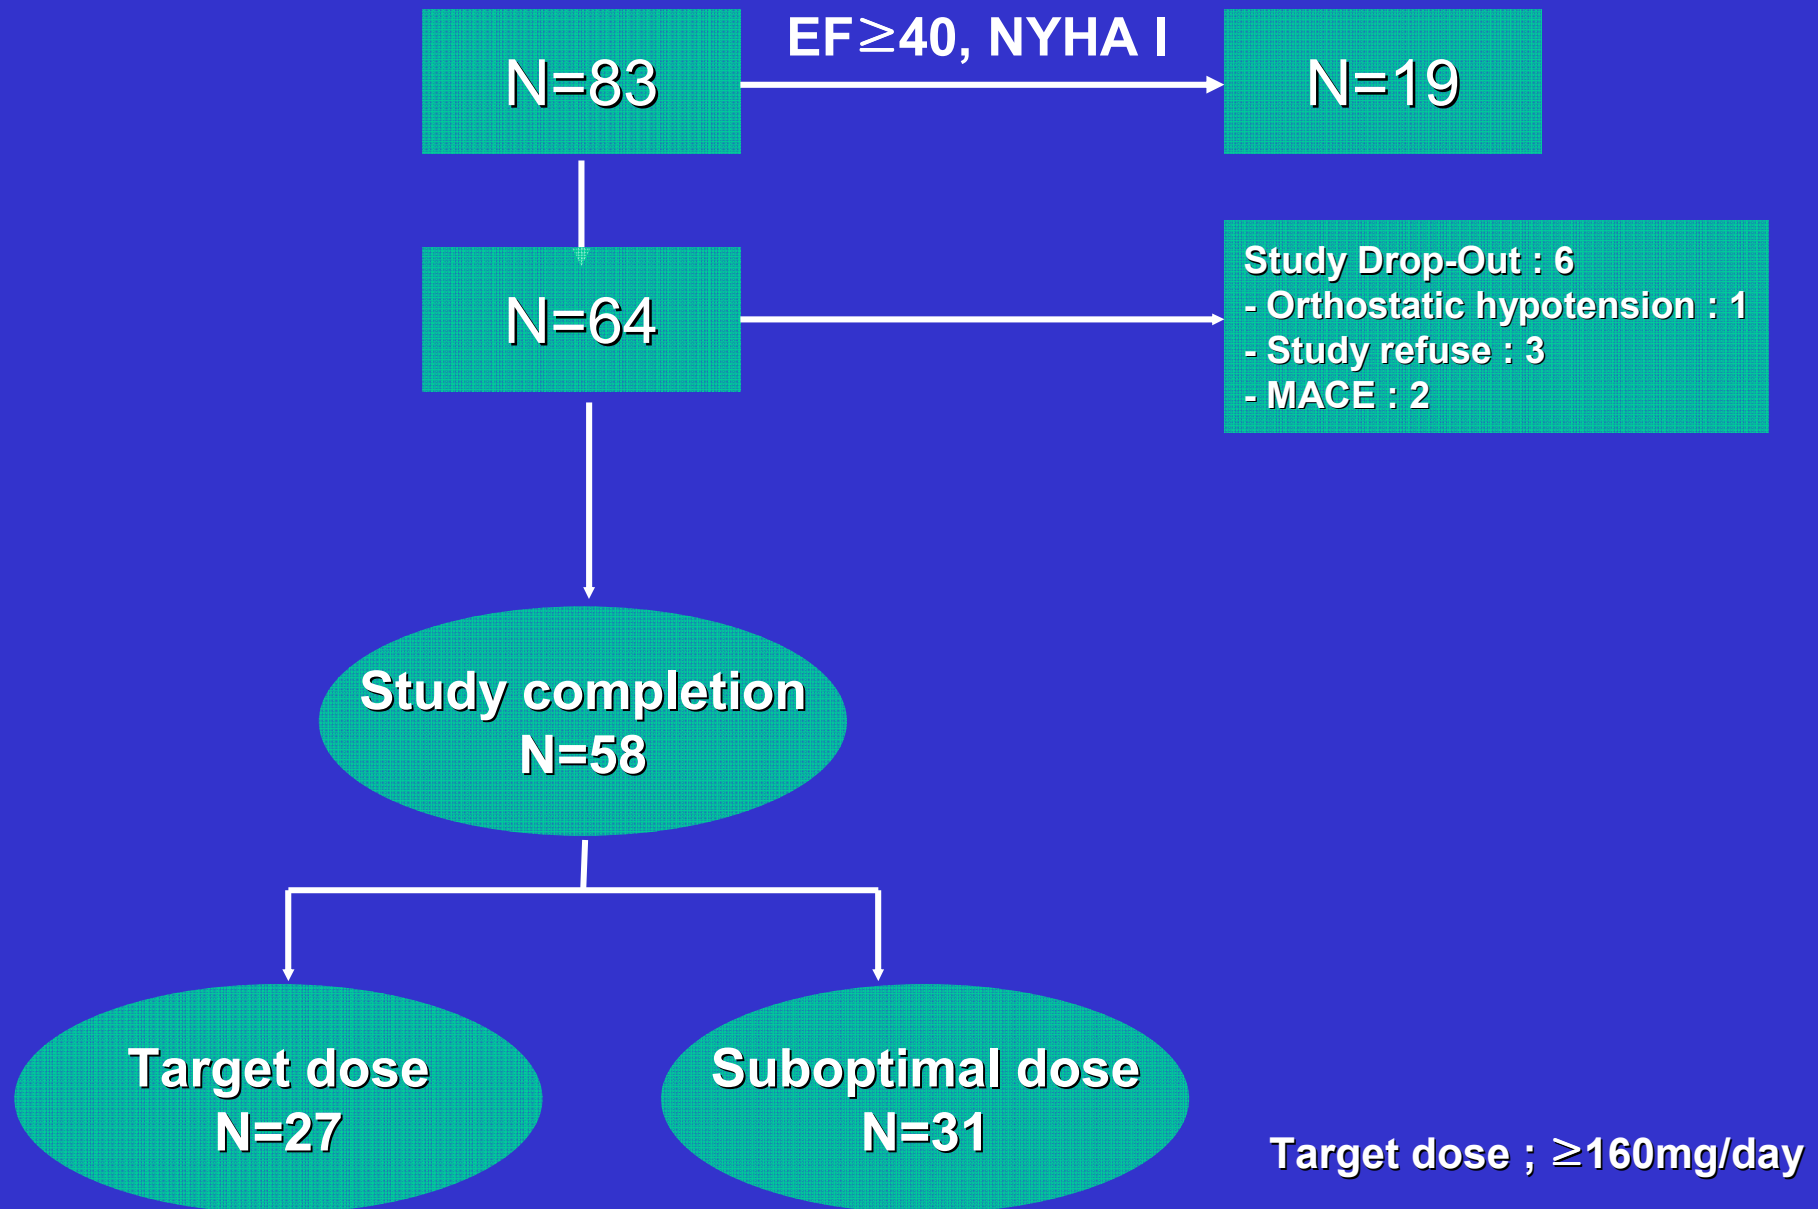 EF≥40, NYHA I
N=83
N=19
N=64
Study Drop-Out : 6
- Orthostatic hypotension : 1
- Study refuse : 3
- MACE : 2
Study completion
N=58
Target dose
N=27
Suboptimal dose
N=31
Target dose ; ≥160mg/day